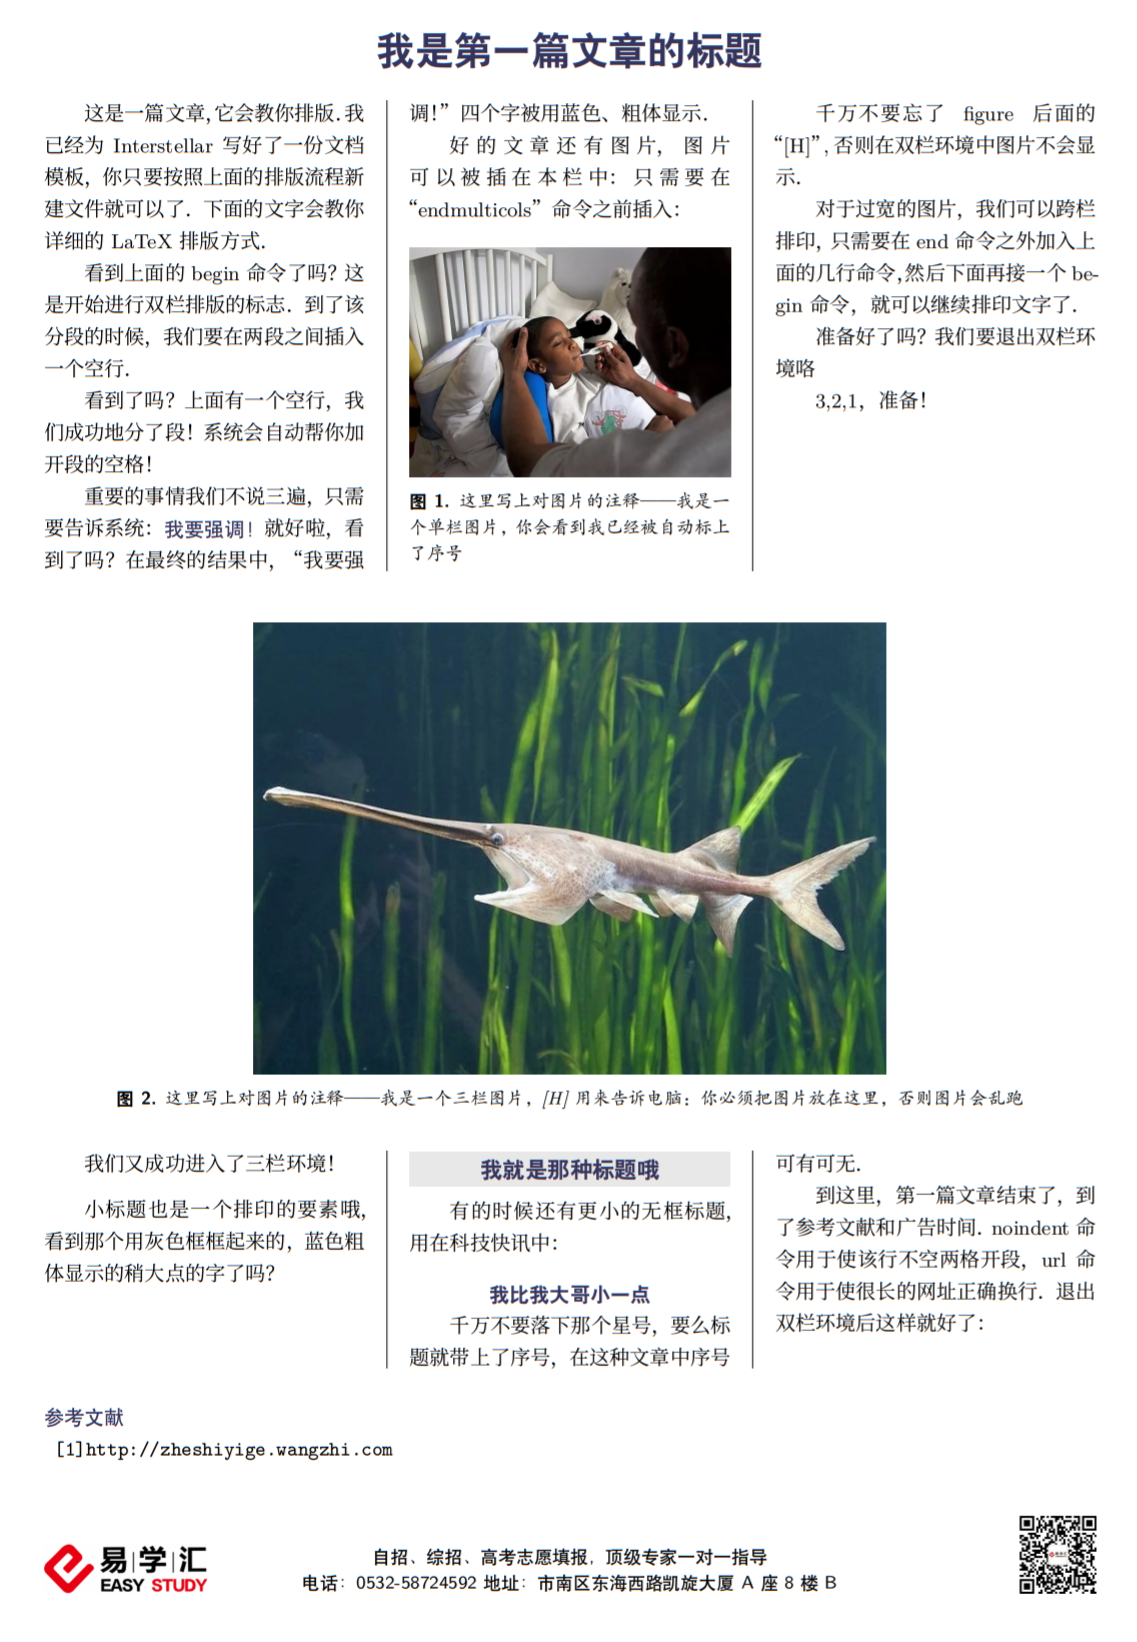 我是第一篇文章的标题
这是一篇文章,它会教你排版.我
已经为 Interstellar 写好了一份文档
模板，你只要按照上面的排版流程新
建文件就可以了．下面的文字会教你
详细的 LaTeX 排版方式．
看到上面的 begin 命令了吗？这
是开始进行双栏排版的标志．到了该
分段的时候，我们要在两段之间插入
一个空行．
看到了吗？上面有一个空行，我
们成功地分了段！系统会自动帮你加
开段的空格！
重要的事情我们不说三遍，只需
要告诉系统：我要强调！就好啦，看
到了吗？在最终的结果中，“我要强
调！”四个字被用蓝色、粗体显示．
好的文章还有图片，图片
可以被插在本栏中：只需要在
“endmulticols”命令之前插入：
图 1. 这里写上对图片的注释——我是一
个单栏图片，你会看到我已经被自动标上
了序号
千万不要忘了 figure 后面的
“[H]”,否则在双栏环境中图片不会显
示．
对于过宽的图片，我们可以跨栏
排印，只需要在 end 命令之外加入上
面的几行命令,然后下面再接一个 be-
gin 命令，就可以继续排印文字了．
准备好了吗？我们要退出双栏环
境咯
3,2,1，准备！
图 2. 这里写上对图片的注释——我是一个三栏图片，[H] 用来告诉电脑：你必须把图片放在这里，否则图片会乱跑
我们又成功进入了三栏环境！
小标题也是一个排印的要素哦,
看到那个用灰色框框起来的，蓝色粗
体显示的稍大点的字了吗？
我就是那种标题哦
有的时候还有更小的无框标题,
用在科技快讯中：
我比我大哥小一点
千万不要落下那个星号，要么标
题就带上了序号，在这种文章中序号
可有可无．
到这里，第一篇文章结束了，到
了参考文献和广告时间．noindent 命
令用于使该行不空两格开段，url 命
令用于使很长的网址正确换行．退出
双栏环境后这样就好了：
参考文献
[1]http://zheshiyige.wangzhi.com
易|学|汇
EASY STUDY
自招、综招、高考志愿填报，顶级专家一对一指导
电话：0532-58724592 地址：市南区东海西路凯旋大厦 A 座 8 楼 B